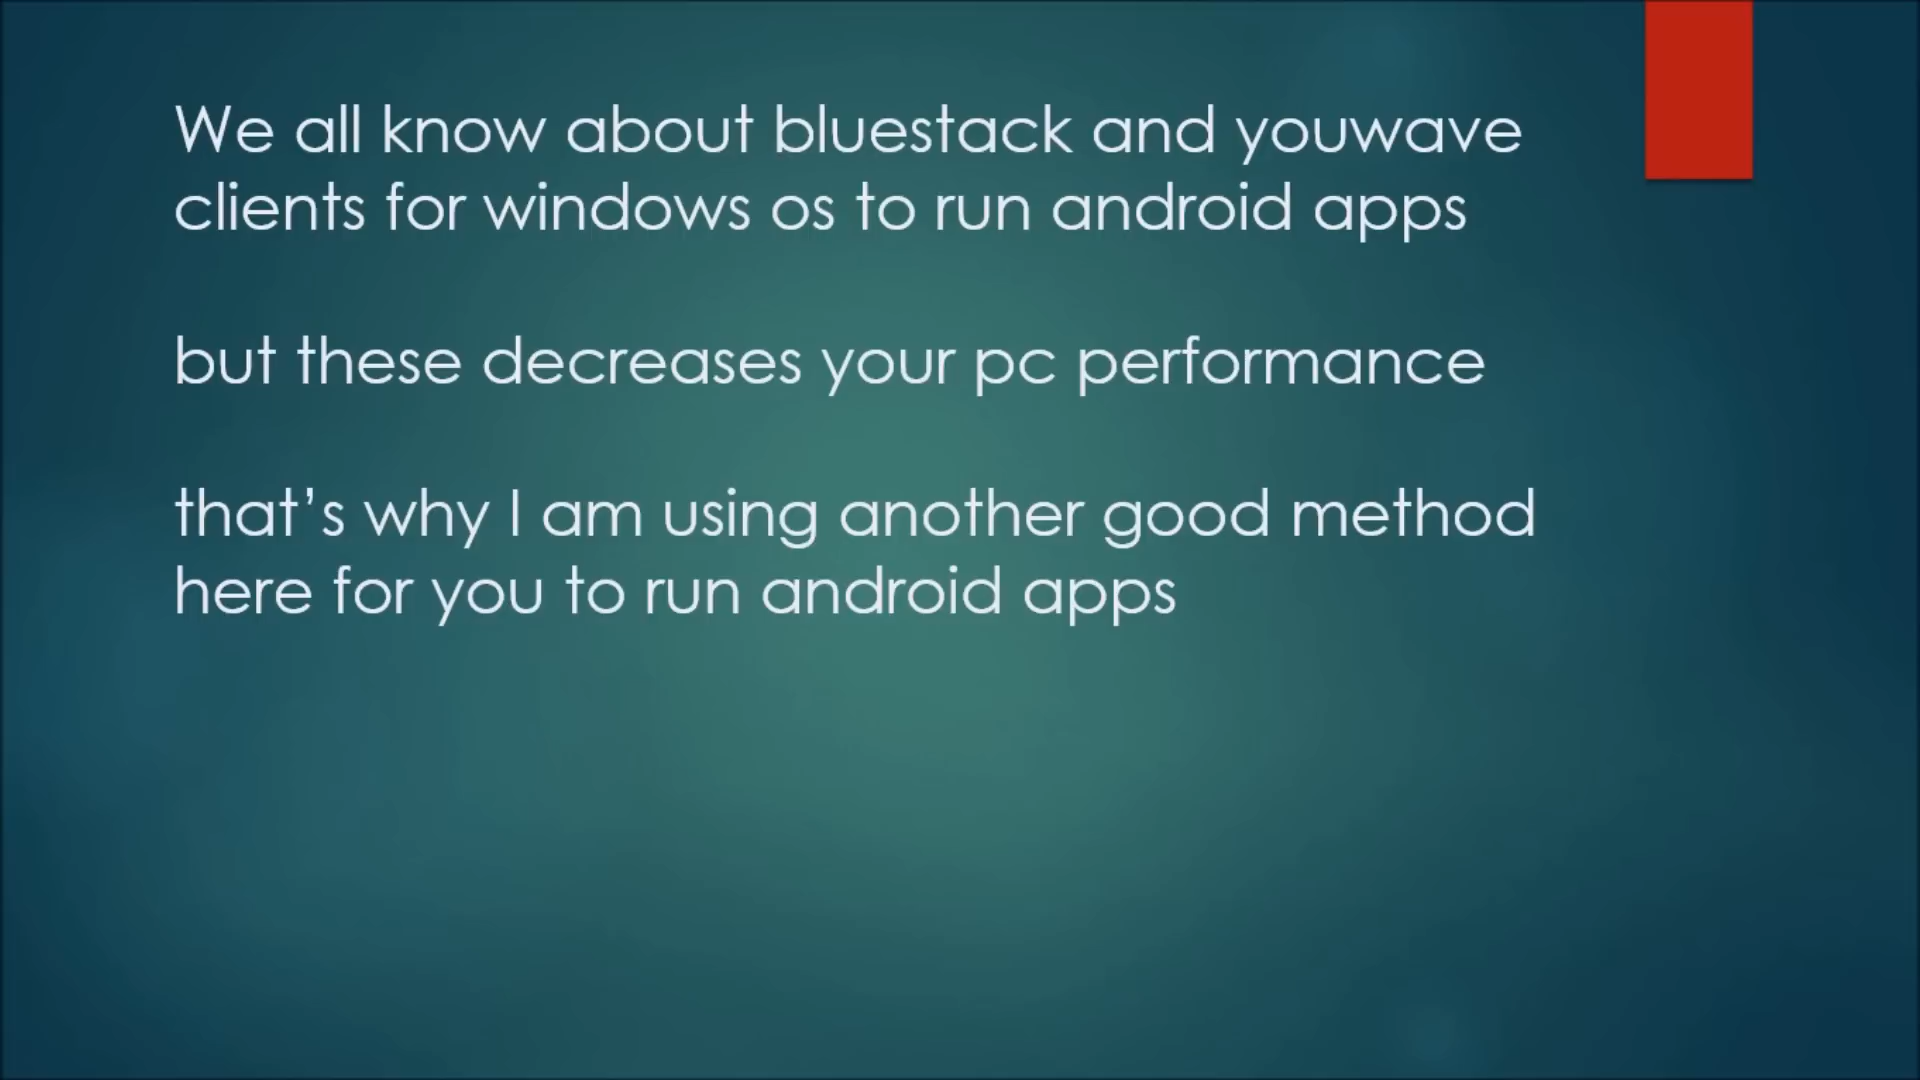 We all know about bluestack and youwave
clients for windows os to run android apps
but these decreases your pc performance
that’s why I am using another good method
here for you to run android apps